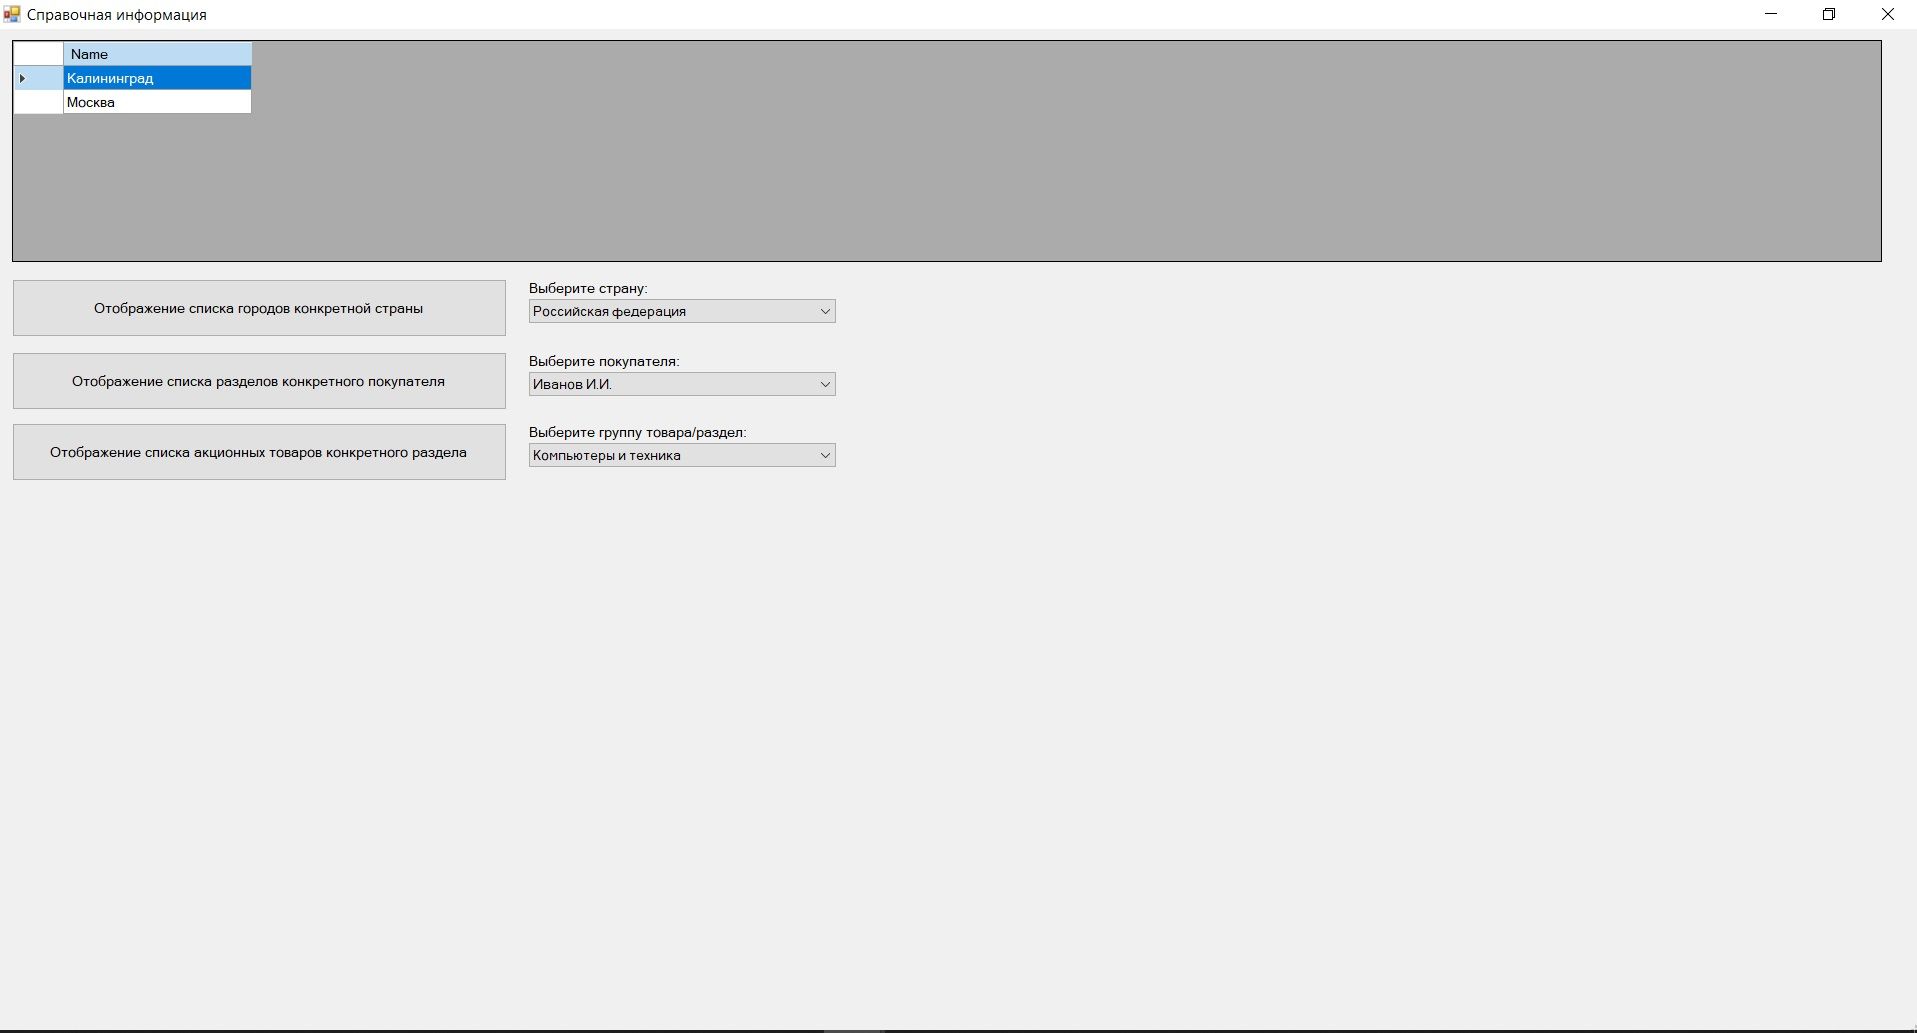 Справочная информация
Name
Калининград
Москва
Отображение списка городов конкретной страны
Выберите страну:
Российская федерация
Отображение списка разделов конкретного покупателя
Выберите покупателя:
Иванов И.И.
Отображение списка акционных товаров конкретного раздела
Выберите группу товара/раздел:
Компьютеры и техника